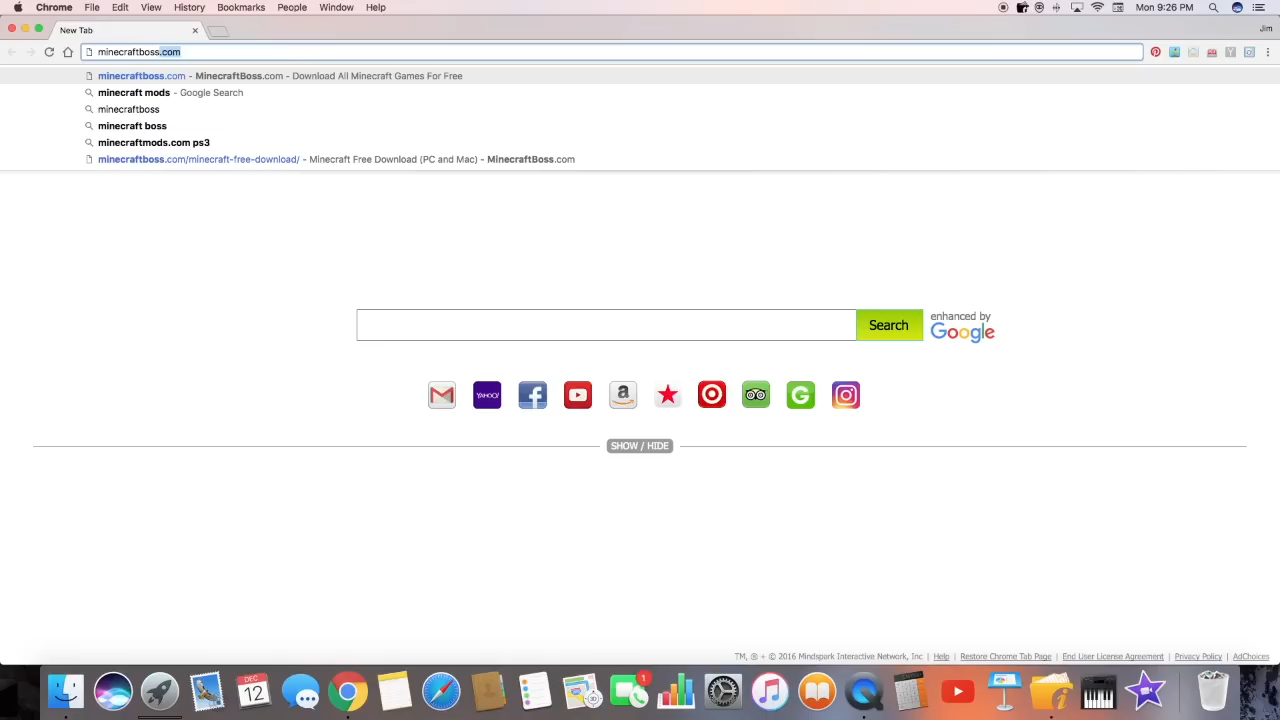 Chrome File Edit View History Bookmarks People Window Help Mon 9:26 PM
New Tab Jim
minecraftboss.com
minecraftboss.com - MinecraftBoss.com - Download All Minecraft Games For Free
minecraft mods - Google Search
minecraftboss
minecraft boss
minecraftmods.com ps3
minecraftboss.com/minecraft-free-download/ - Minecraft Free Download (PC and Mac) - MinecraftBoss.com
Search
enhanced by
Google
YAHOO!
SHOW / HIDE
TM, ® + © 2016 Mindspark Interactive Network, Inc | Help | Restore Chrome Tab Page | End User License Agreement | Privacy Policy | AdChoices
DEC
12
1